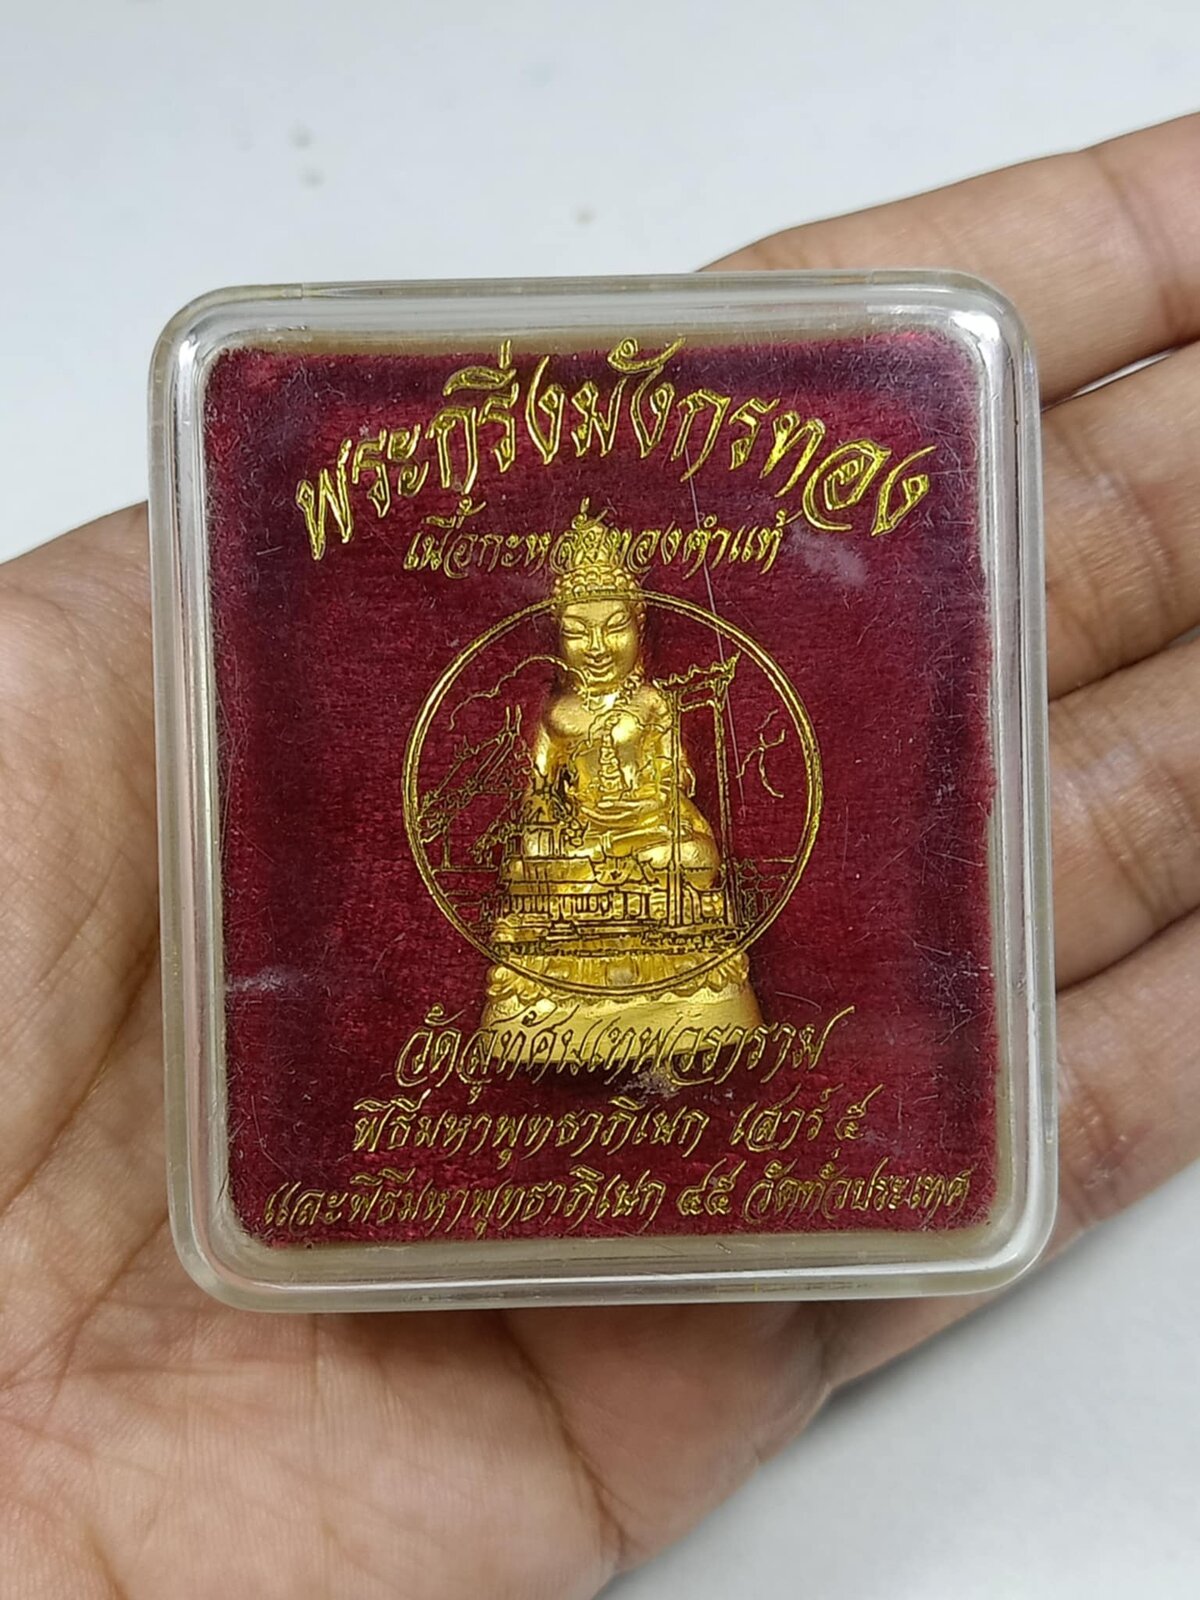 พระกริ่งมังกรทอง
เนื้อกะหลั่ยทองคำแท้
วัดสุทัศนเทพวราราม
พิธีมหาพุทธาภิเษก เสาร์ ๕
และพิธีมหาพุทธาภิเษก ๔๕ วัดทั่วประเทศ